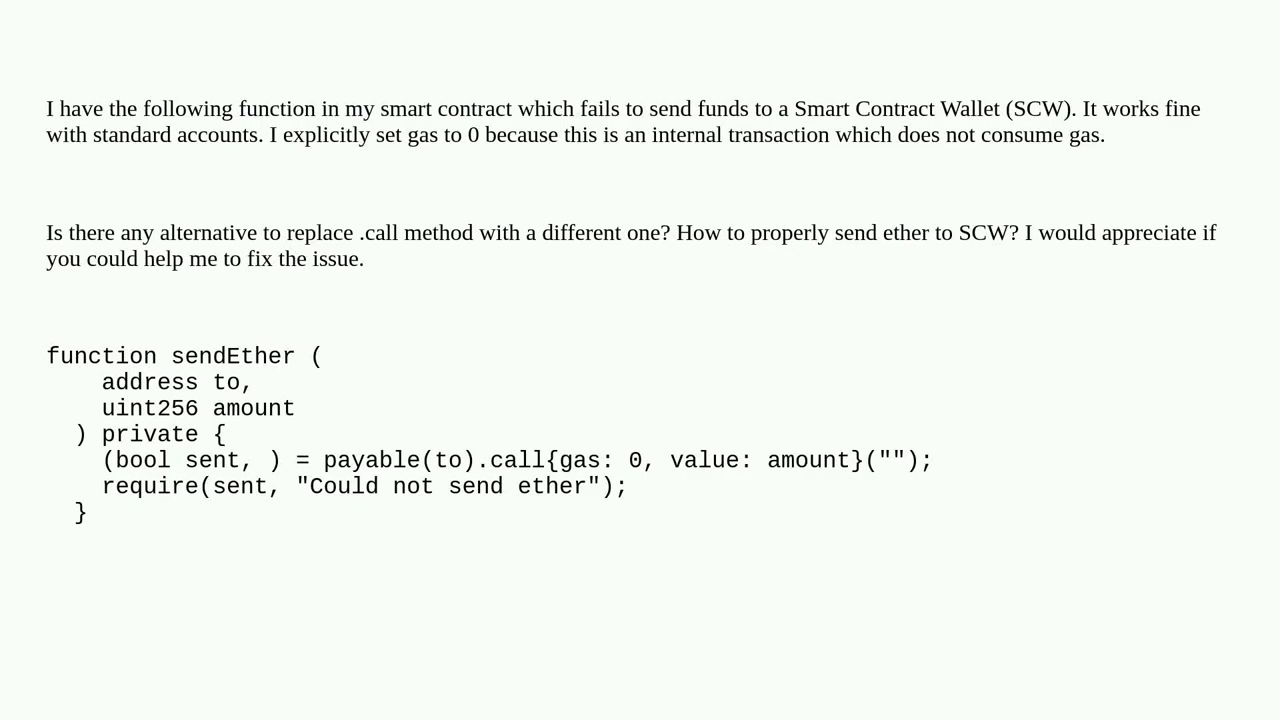 I have the following function in my smart contract which fails to send funds to a Smart Contract Wallet (SCW). It works fine
with standard accounts. I explicitly set gas to 0 because this is an internal transaction which does not consume gas.
Is there any alternative to replace .call method with a different one? How to properly send ether to SCW? I would appreciate if
you could help me to fix the issue.
function sendEther (
    address to,
    uint256 amount
  ) private {
    (bool sent, ) = payable(to).call{gas: 0, value: amount}("");
    require(sent, "Could not send ether");
  }